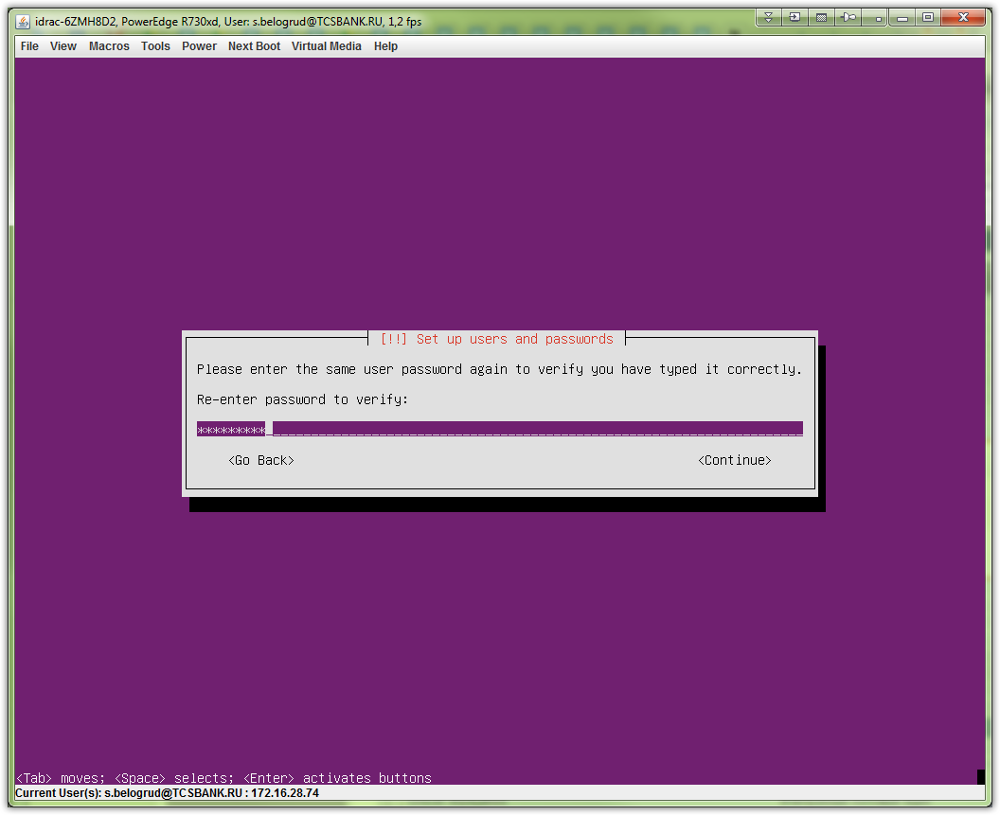 idrac-6ZMH8D2, PowerEdge R730xd, User: s.belogrud@TCSBANK.RU, 1,2 fps
File View Macros Tools Power Next Boot Virtual Media Help
[!!] Set up users and passwords
Please enter the same user password again to verify you have typed it correctly.
Re-enter password to verify:
*********
<Go Back> <Continue>
<Tab> moves; <Space> selects; <Enter> activates buttons
Current User(s): s.belogrud@TCSBANK.RU : 172.16.28.74